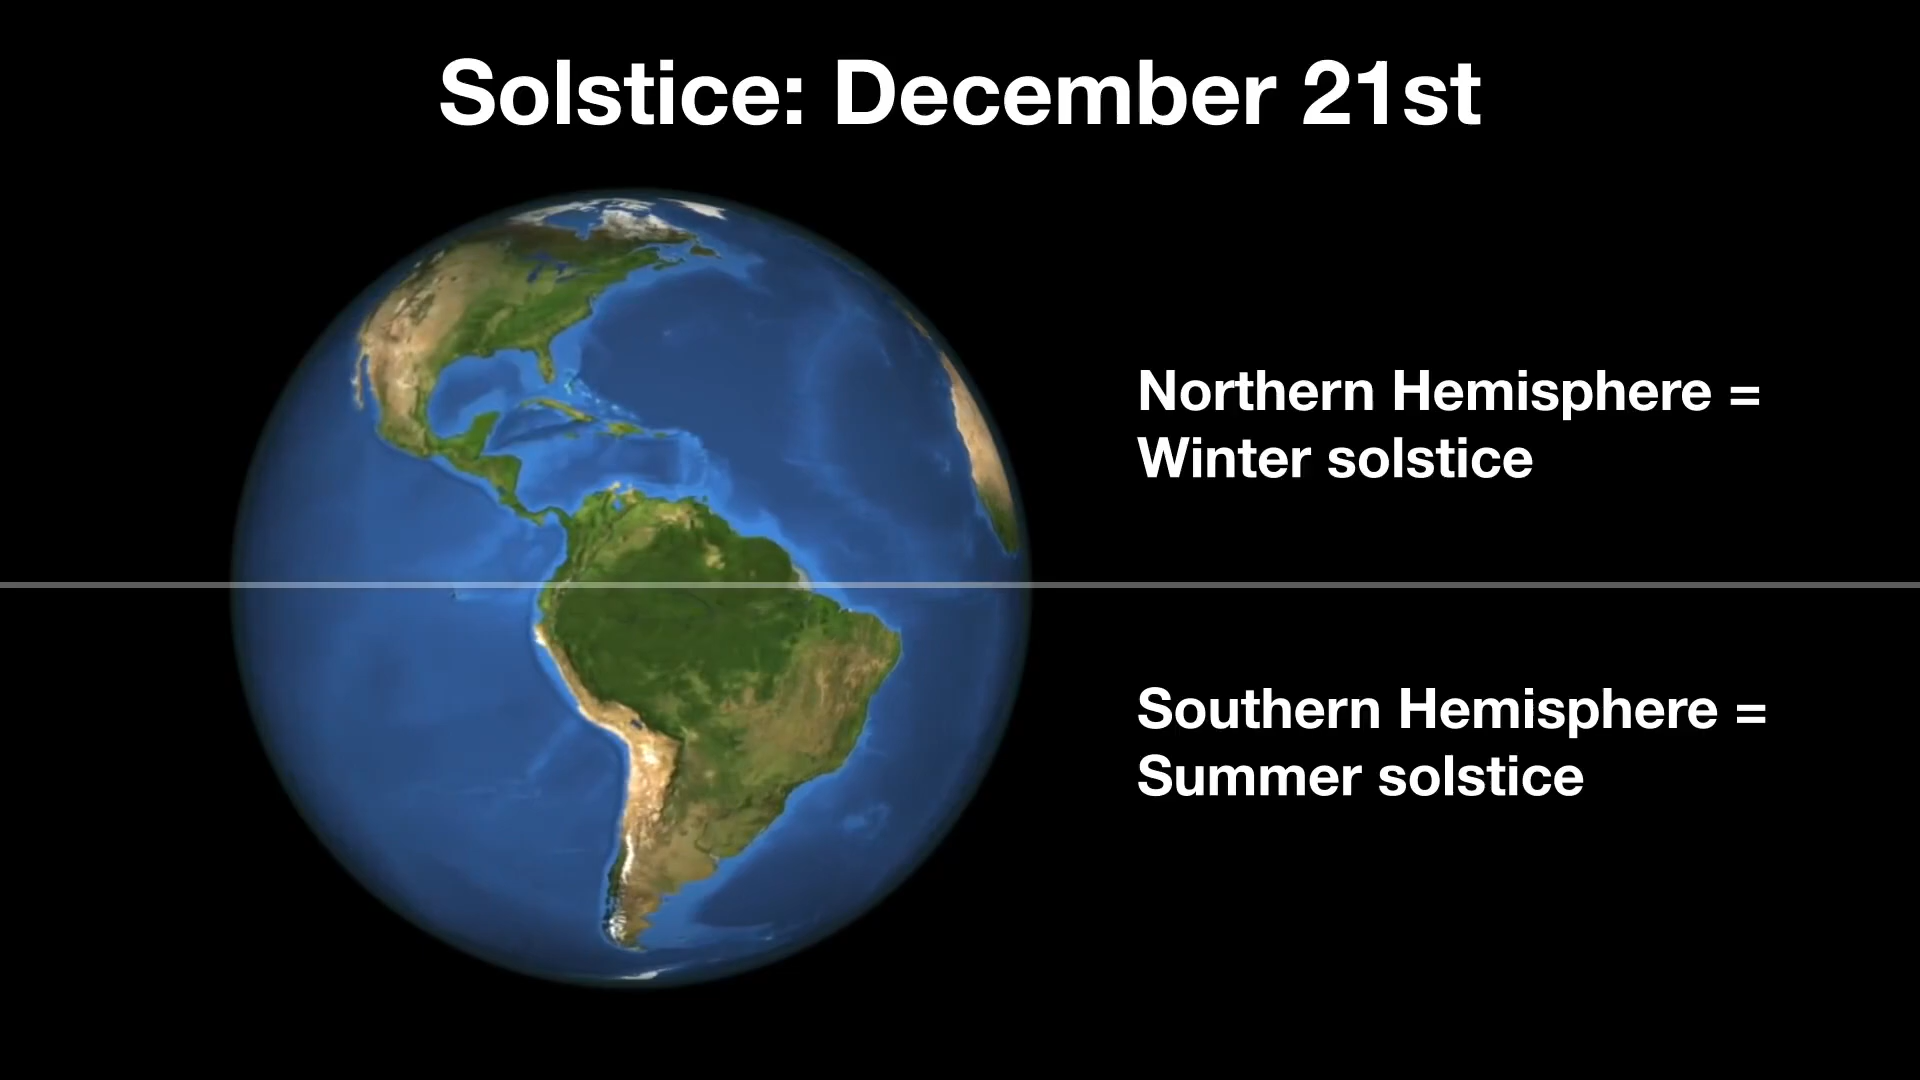 Solstice: December 21st
Northern Hemisphere =
Winter solstice
Southern Hemisphere =
Summer solstice